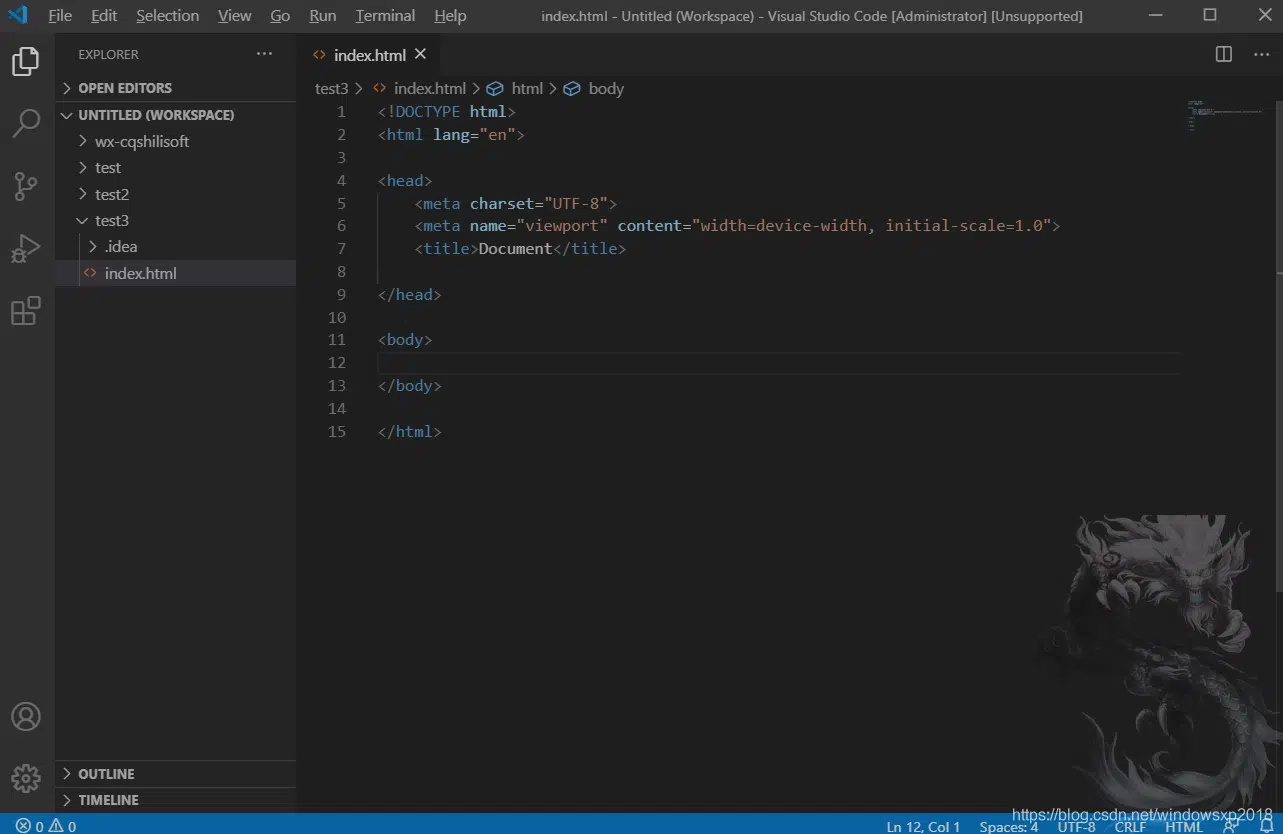 File Edit Selection View Go Run Terminal Help index.html - Untitled (Workspace) - Visual Studio Code [Administrator] [Unsupported]
EXPLORER
OPEN EDITORS
UNTITLED (WORKSPACE)
wx-cqshilisoft
test
test2
test3
.idea
index.html
OUTLINE
TIMELINE
index.html
test3 > index.html > html > body
1 <!DOCTYPE html>
2 <html lang="en">
3
4 <head>
5 <meta charset="UTF-8">
6 <meta name="viewport" content="width=device-width, initial-scale=1.0">
7 <title>Document</title>
8
9 </head>
10
11 <body>
12
13 </body>
14
15 </html>
https://blog.csdn.net/windowsxp2018
0 0 Ln 12, Col 1 Spaces: 4 UTF-8 CRLF HTML